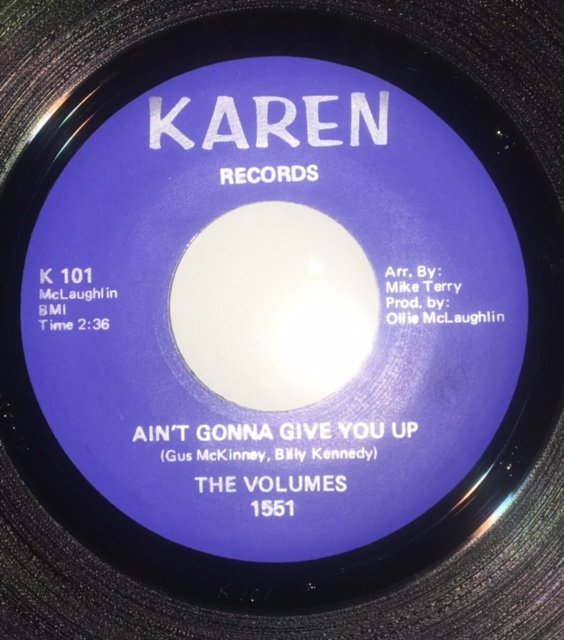 KAREN
RECORDS
K 101
McLaughlin
BMI
Time 2:36
Arr. By:
Mike Terry
Prod. by:
Ollie McLaughlin
AIN'T GONNA GIVE YOU UP
(Gus McKinney, Billy Kennedy)
THE VOLUMES
1551